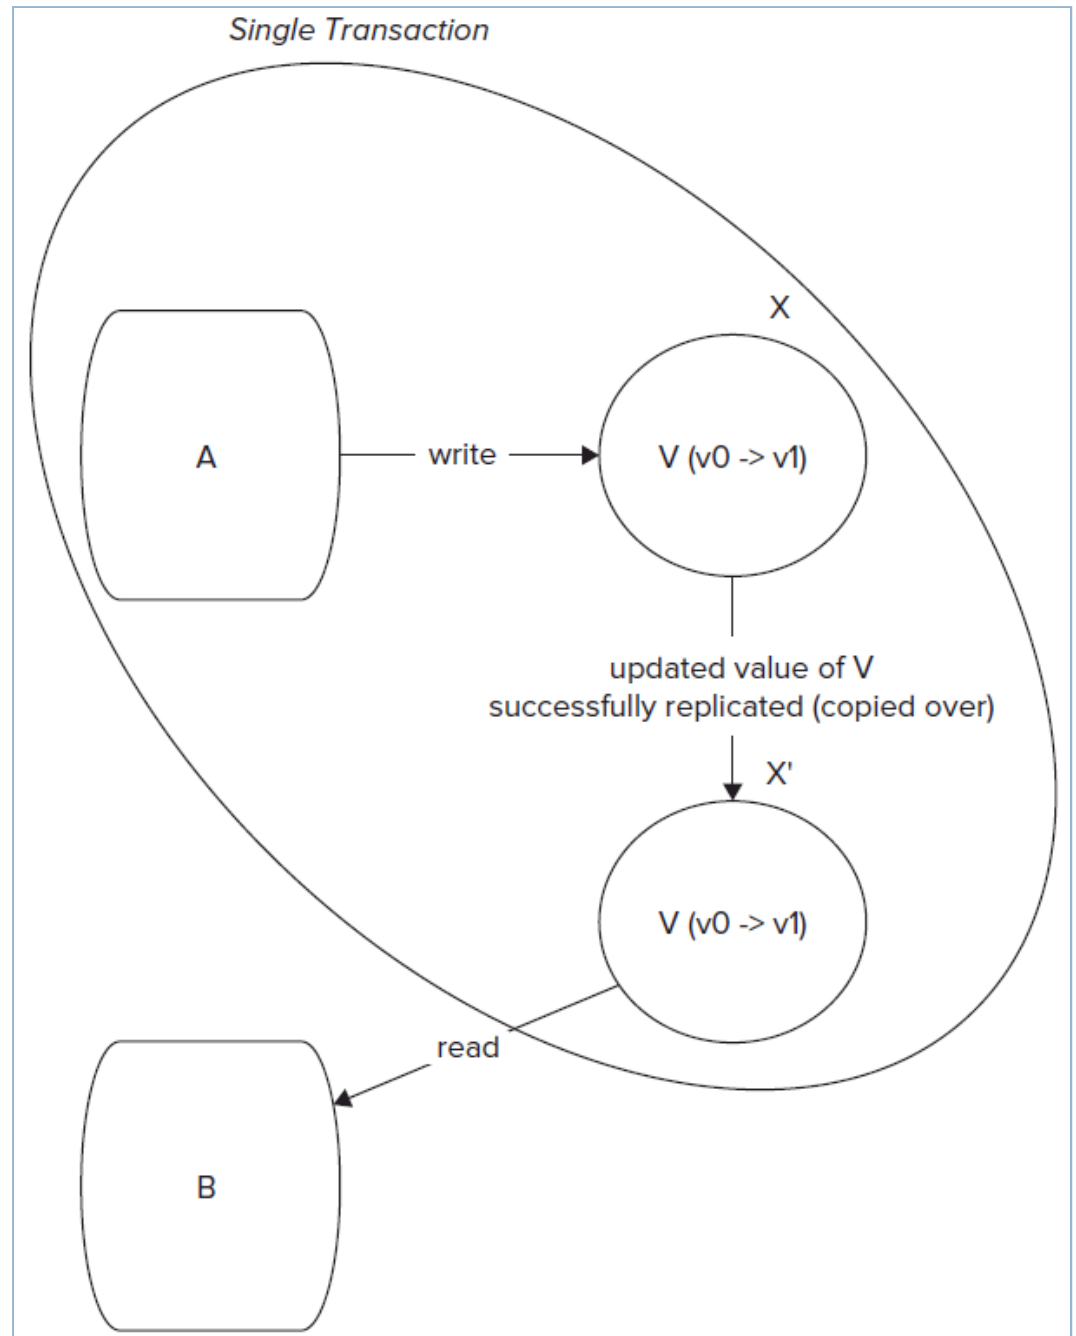 Single Transaction
X
A
write
V (v0 -> v1)
updated value of V
successfully replicated (copied over)
X'
V (v0 -> v1)
read
B